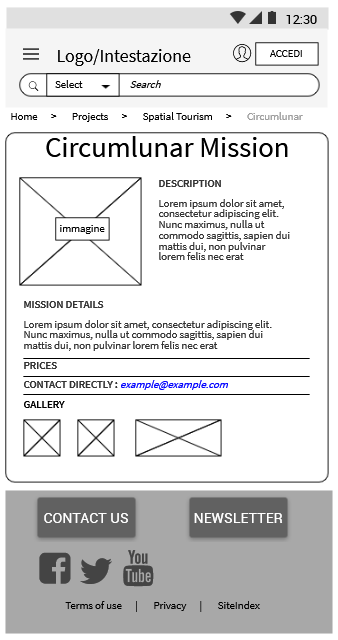 12:30
Logo/Intestazione
ACCEDI
Select
Search
Home > Projects > Spatial Tourism > Circumlunar
Circumlunar Mission
immagine
DESCRIPTION
Lorem ipsum dolor sit amet,
consectetur adipiscing elit.
Nunc maximus, nulla ut
commodo sagittis, sapien dui
mattis dui, non pulvinar
lorem felis nec erat
MISSION DETAILS
Lorem ipsum dolor sit amet, consectetur adipiscing elit.
Nunc maximus, nulla ut commodo sagittis, sapien dui
mattis dui, non pulvinar lorem felis nec erat
PRICES
CONTACT DIRECTLY : example@example.com
GALLERY
CONTACT US
NEWSLETTER
You
Tube
Terms of use | Privacy | SiteIndex